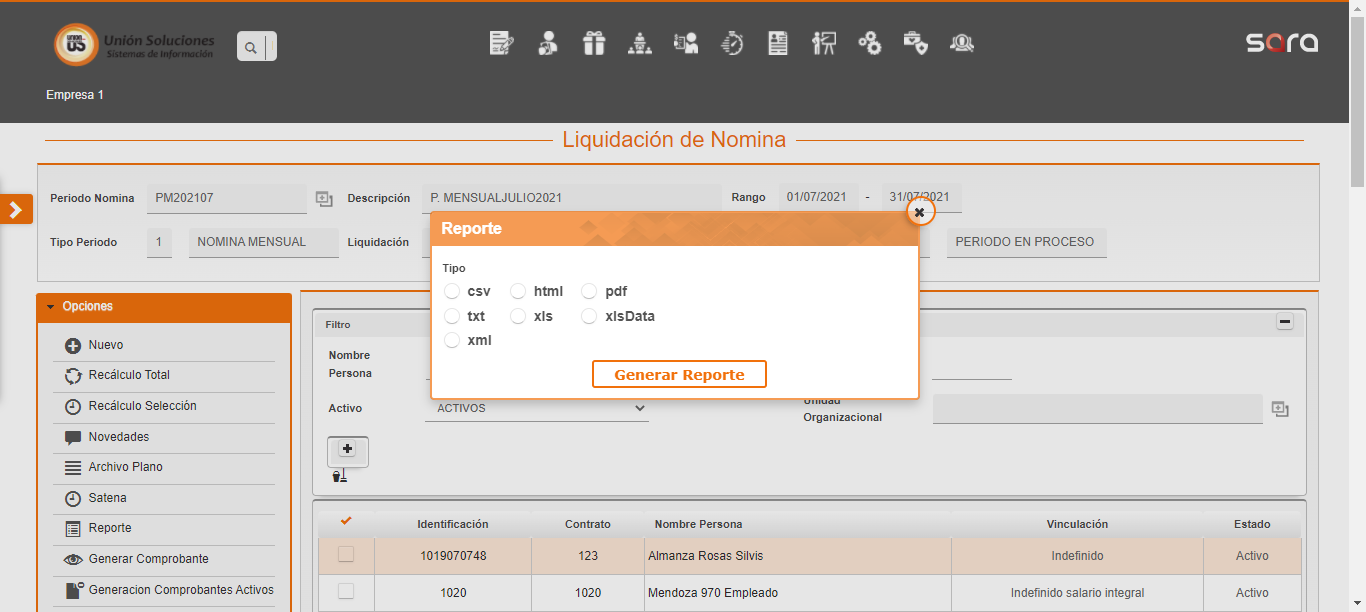 Unión Soluciones
Sistemas de Información
sara
Empresa 1
Liquidación de Nomina
Periodo Nomina PM202107 Descripción P. MENSUALJULIO2021 Rango 01/07/2021 - 31/07/2021
Tipo Periodo 1 NOMINA MENSUAL Liquidación PERIODO EN PROCESO
Reporte
Tipo
csv html pdf
txt xls xlsData
xml
Generar Reporte
Opciones
Nuevo
Recálculo Total
Recálculo Selección
Novedades
Archivo Plano
Satena
Reporte
Generar Comprobante
Generacion Comprobantes Activos
Filtro
Nombre
Persona
Activo ACTIVOS Unidad
Organizacional
Identificación Contrato Nombre Persona Vinculación Estado
1019070748 123 Almanza Rosas Silvis Indefinido Activo
1020 1020 Mendoza 970 Empleado Indefinido salario integral Activo